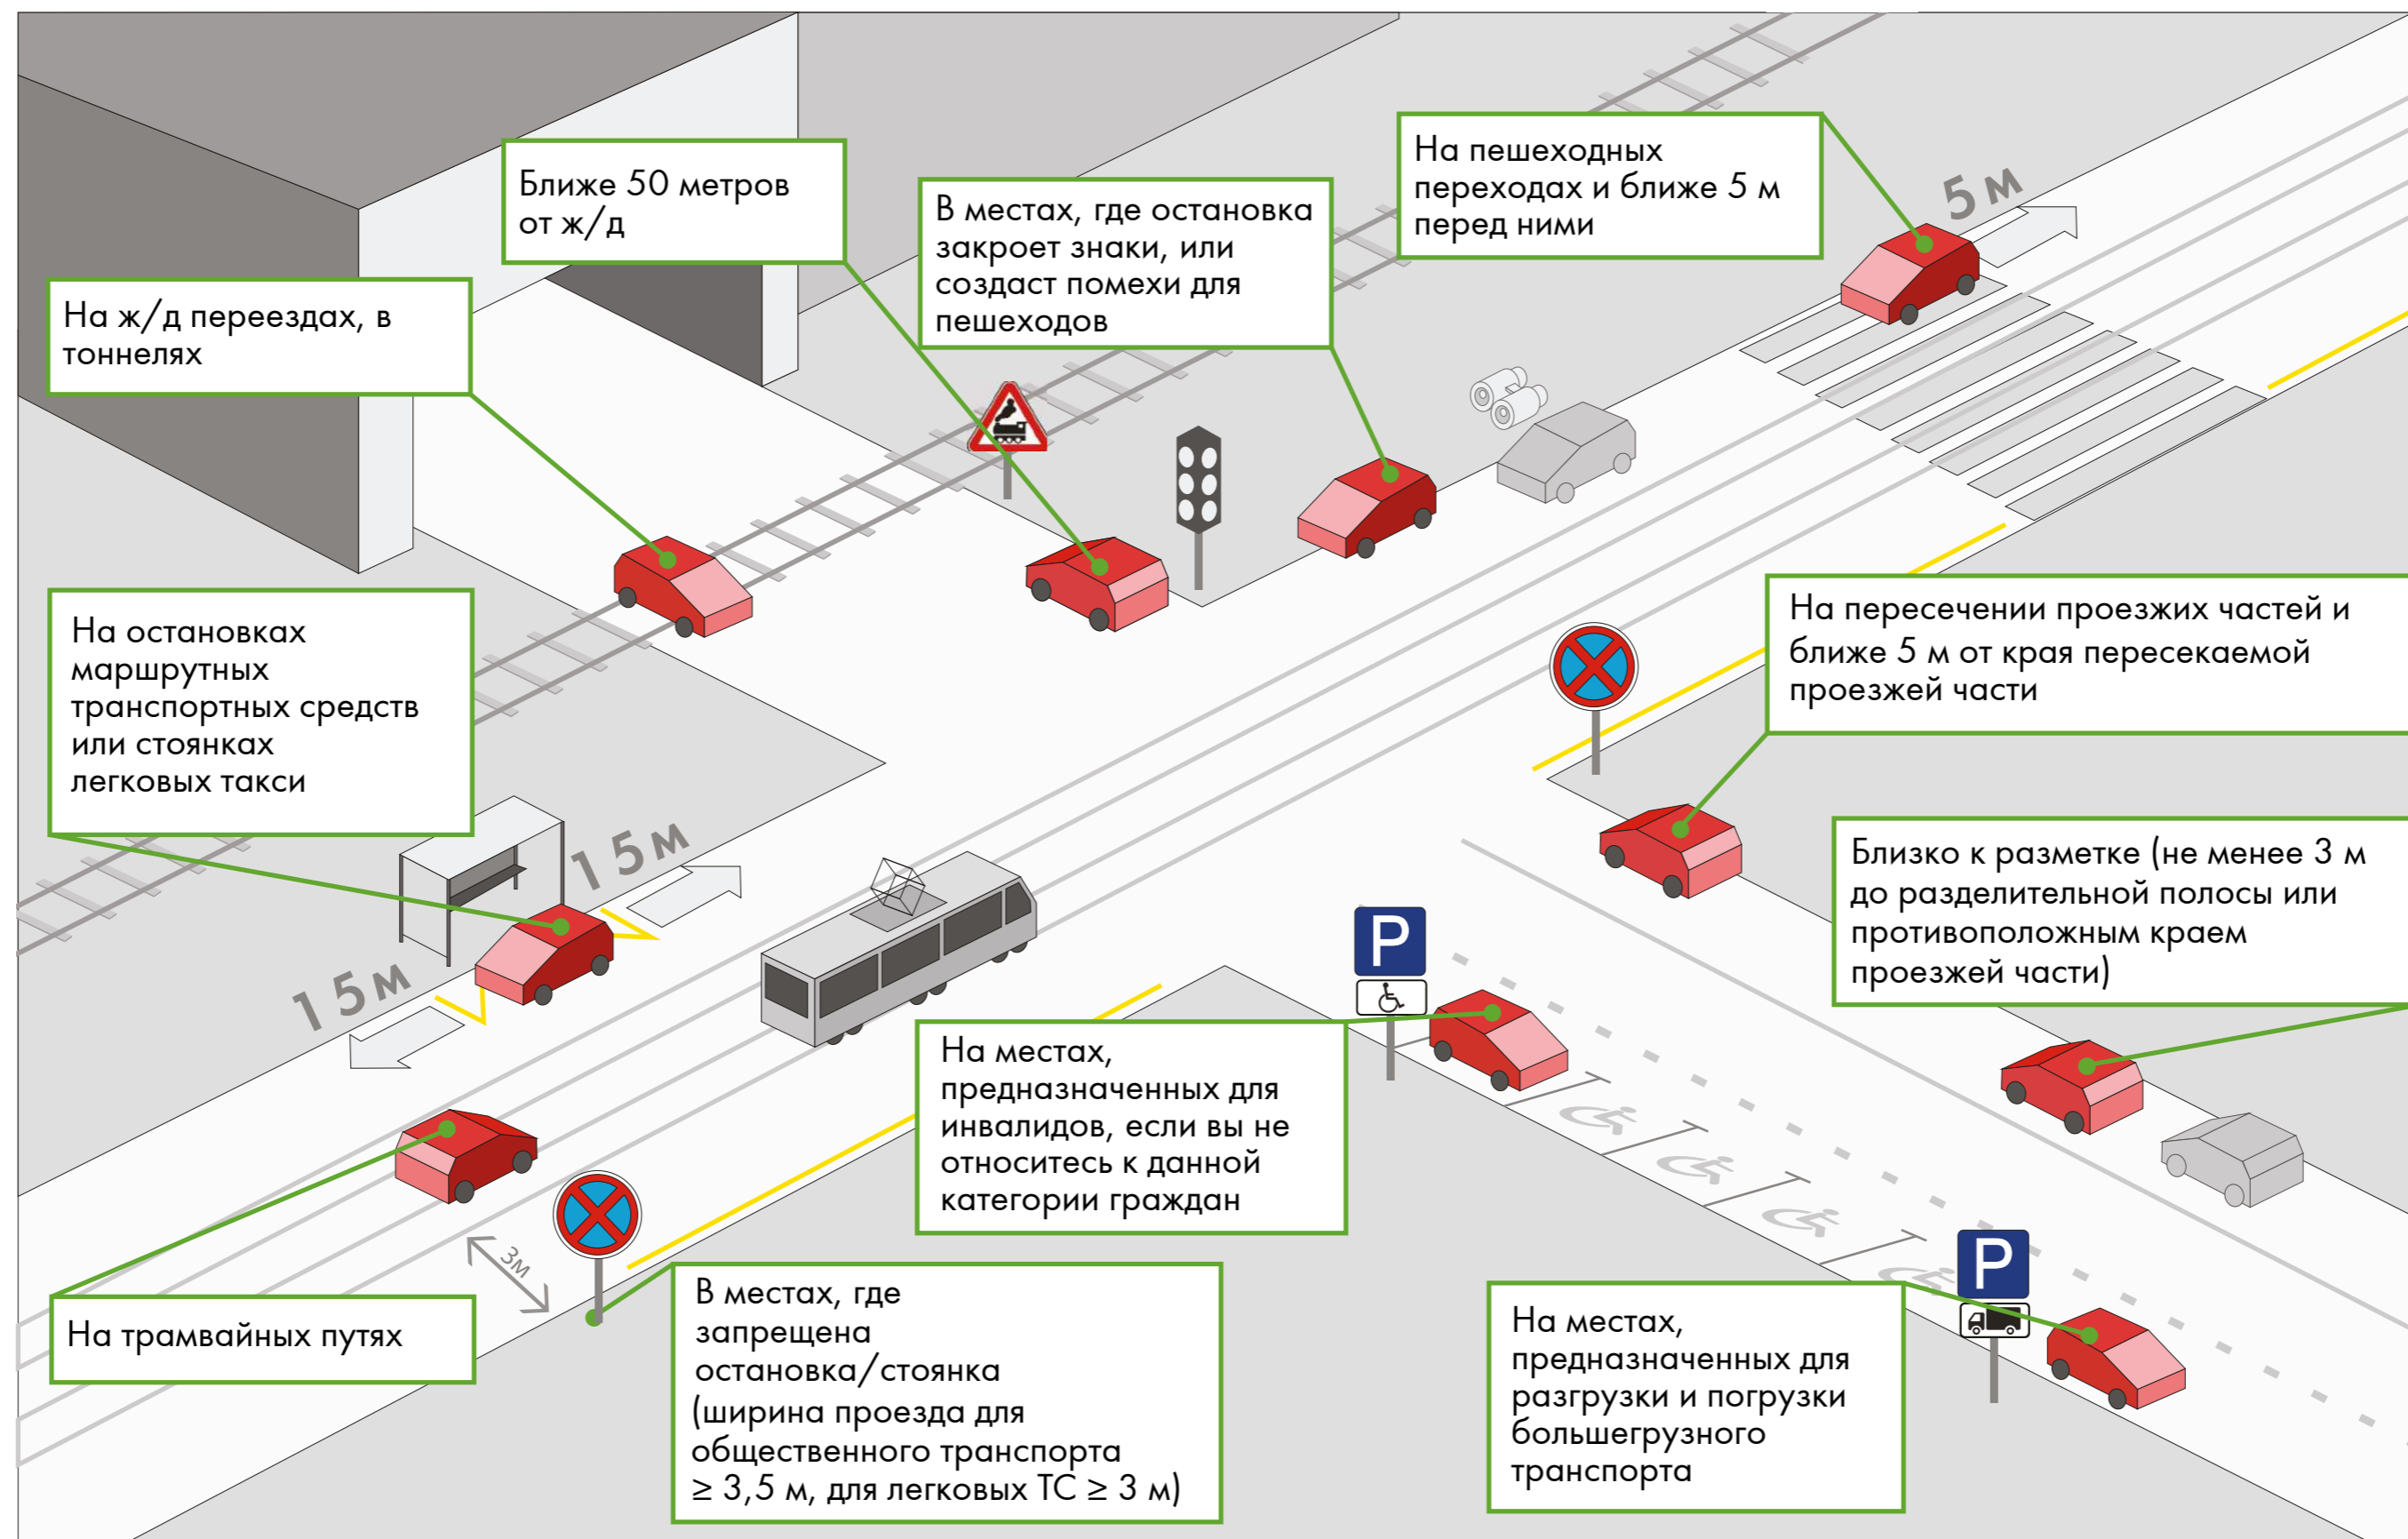 Ближе 50 метров
от ж/д
В местах, где остановка
закроет знаки, или
создаст помехи для
пешеходов
На пешеходных
переходах и ближе 5 м
перед ними
5 м
На ж/д переездах, в
тоннелях
На остановках
маршрутных
транспортных средств
или стоянках
легковых такси
На пересечении проезжих частей и
ближе 5 м от края пересекаемой
проезжей части
15м
15м
Близко к разметке (не менее 3 м
до разделительной полосы или
противоположным краем
проезжей части)
P
На местах,
предназначенных для
инвалидов, если вы не
относитесь к данной
категории граждан
3м
На трамвайных путях
В местах, где
запрещена
остановка/стоянка
(ширина проезда для
общественного транспорта
≥ 3,5 м, для легковых ТС ≥ 3 м)
P
На местах,
предназначенных для
разгрузки и погрузки
большегрузного
транспорта